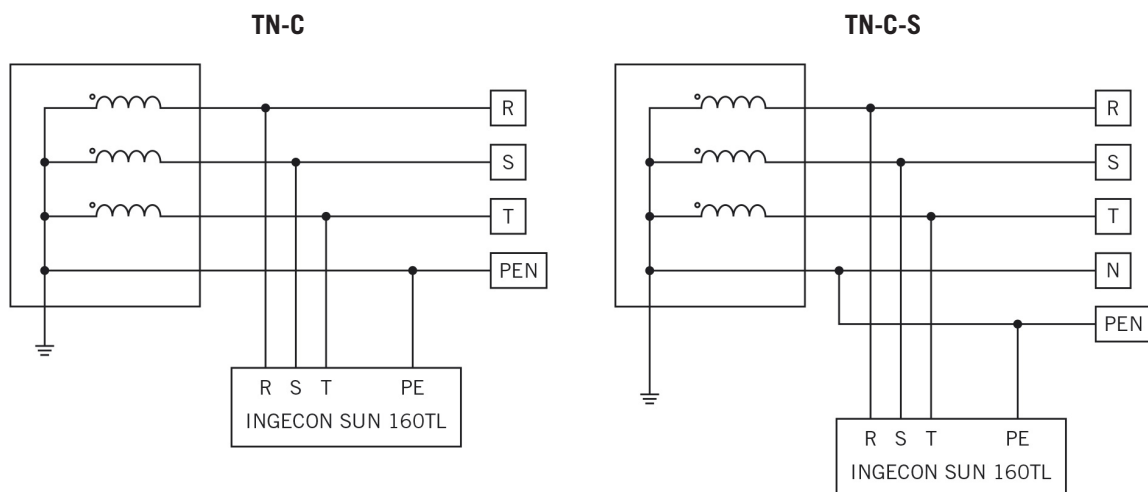 TN-C
R
S
T
PEN
R S T PE
INGECON SUN 160TL
TN-C-S
R
S
T
N
PEN
R S T PE
INGECON SUN 160TL